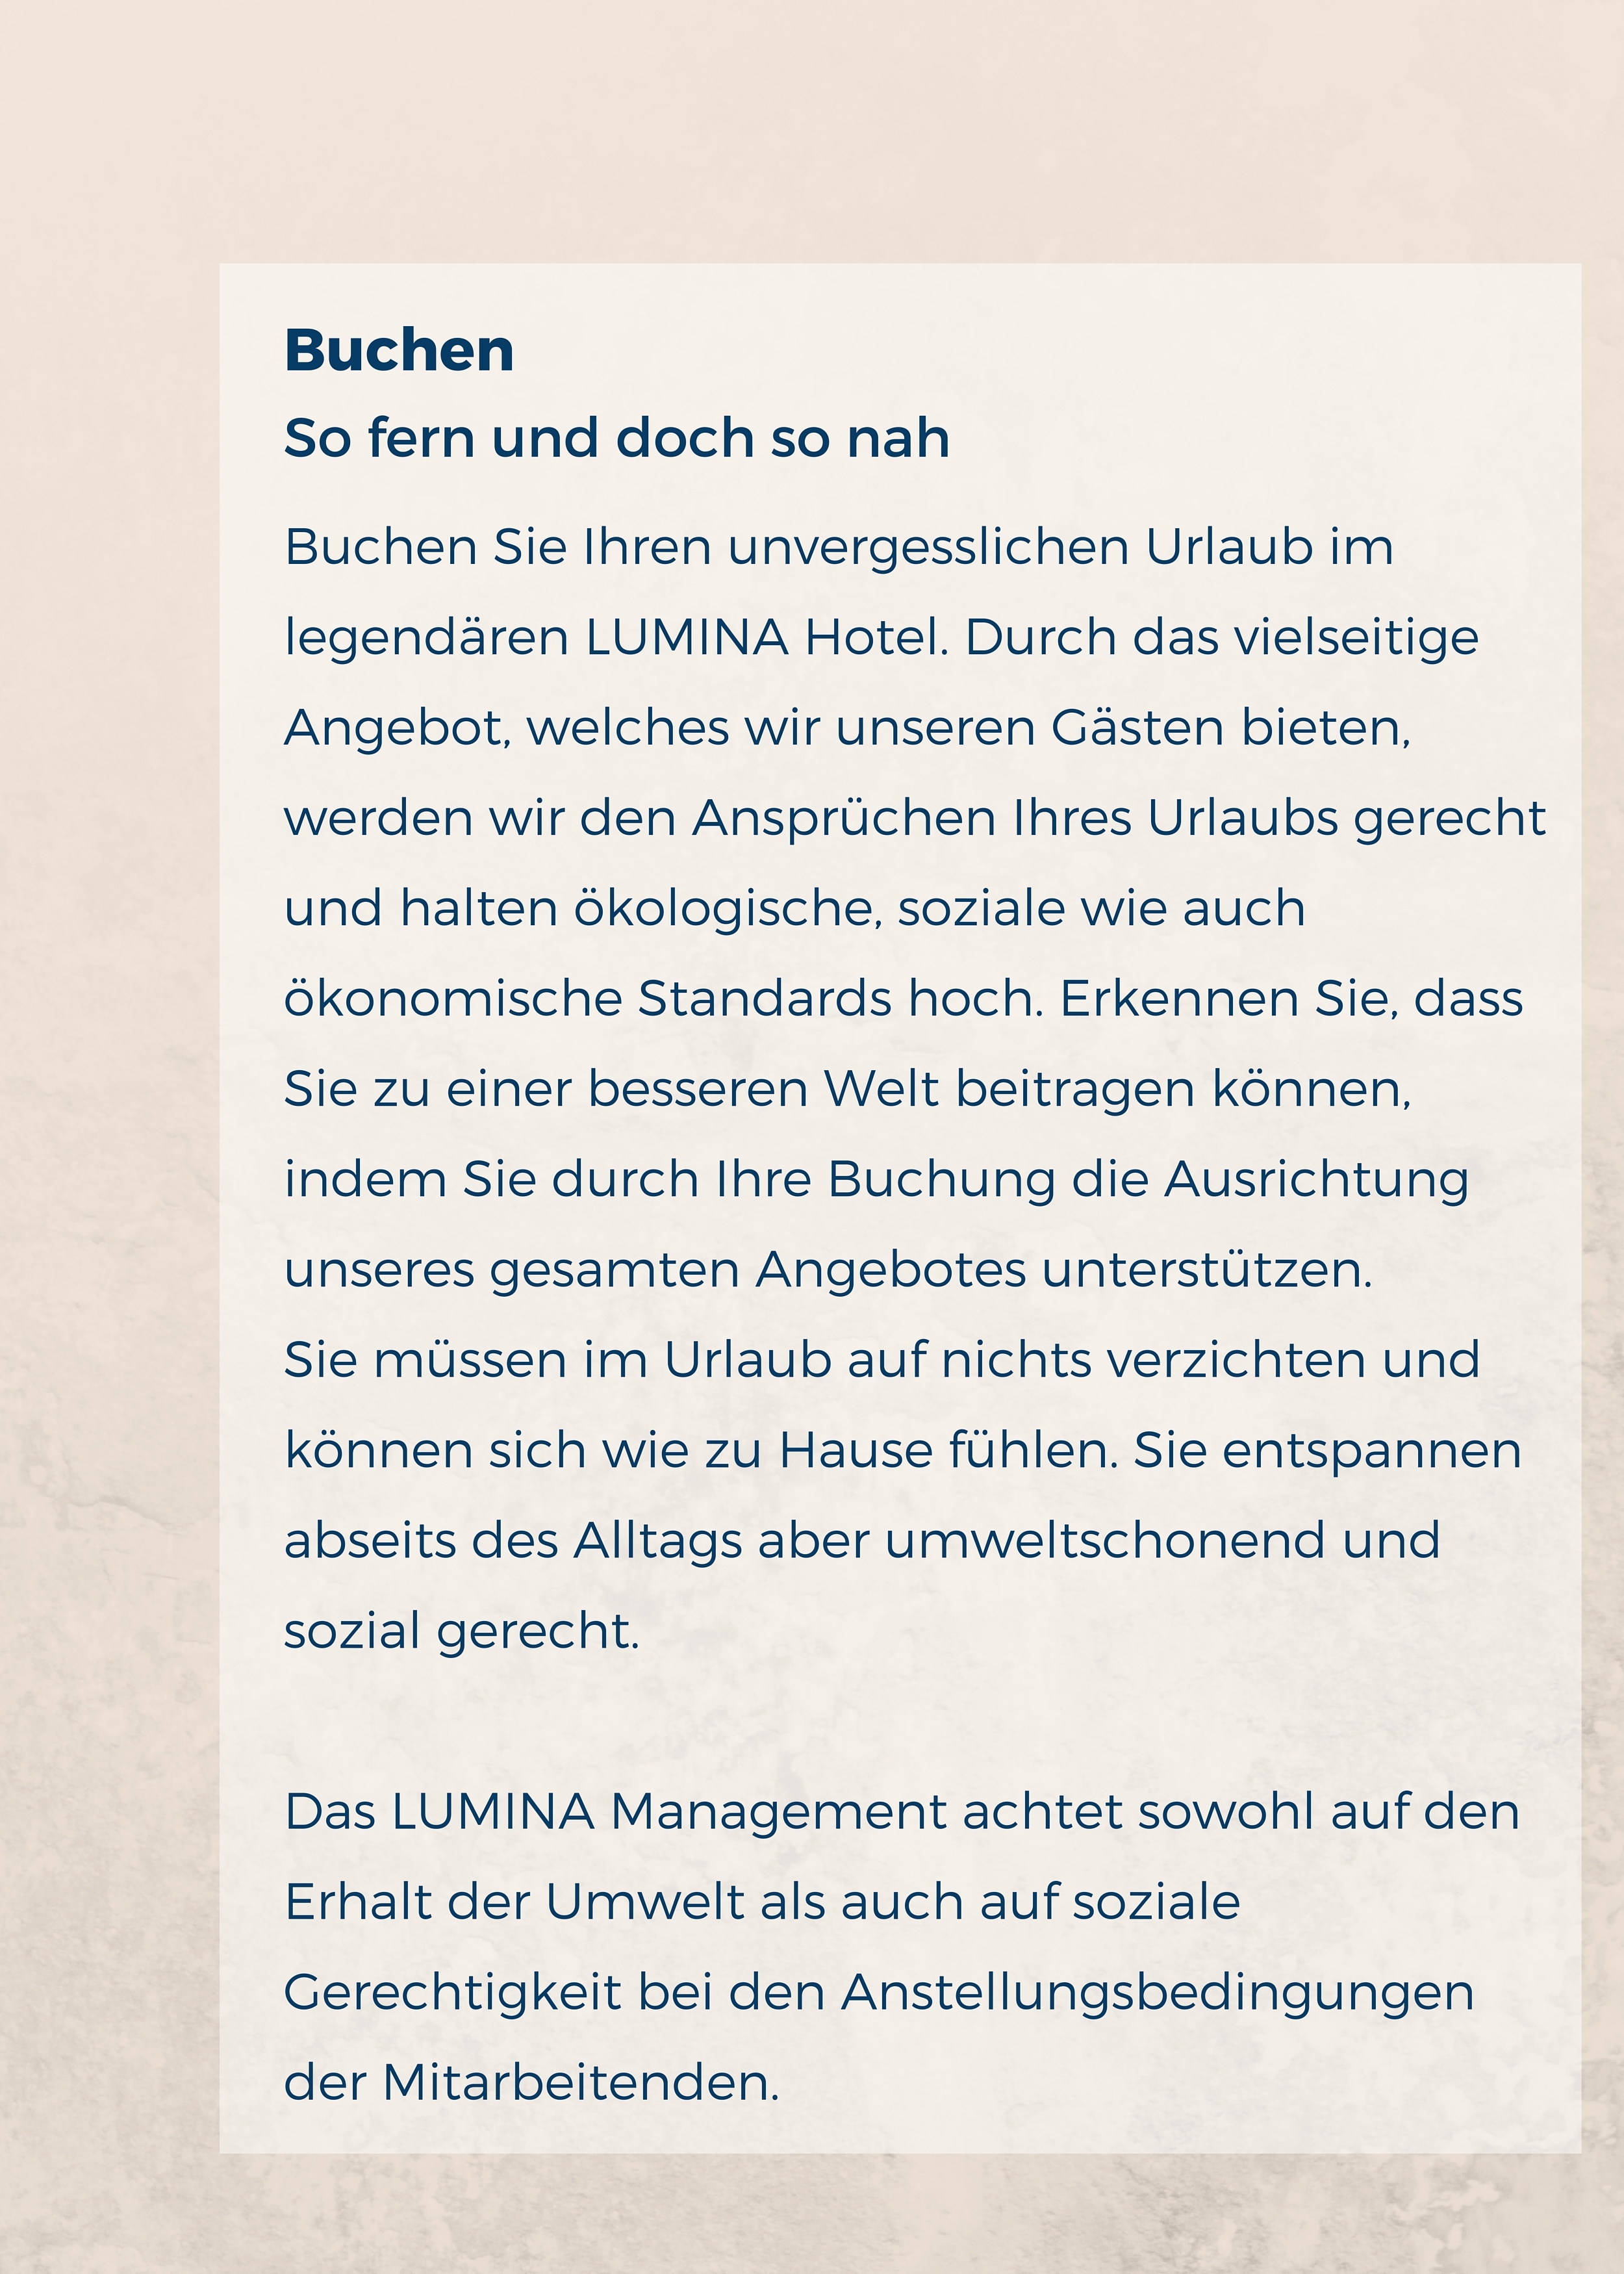 Buchen
So fern und doch so nah
Buchen Sie Ihren unvergesslichen Urlaub im
legendären LUMINA Hotel. Durch das vielseitige
Angebot, welches wir unseren Gästen bieten,
werden wir den Ansprüchen Ihres Urlaubs gerecht
und halten ökologische, soziale wie auch
ökonomische Standards hoch. Erkennen Sie, dass
Sie zu einer besseren Welt beitragen können,
indem Sie durch Ihre Buchung die Ausrichtung
unseres gesamten Angebotes unterstützen.
Sie müssen im Urlaub auf nichts verzichten und
können sich wie zu Hause fühlen. Sie entspannen
abseits des Alltags aber umweltschonend und
sozial gerecht.
Das LUMINA Management achtet sowohl auf den
Erhalt der Umwelt als auch auf soziale
Gerechtigkeit bei den Anstellungsbedingungen
der Mitarbeitenden.